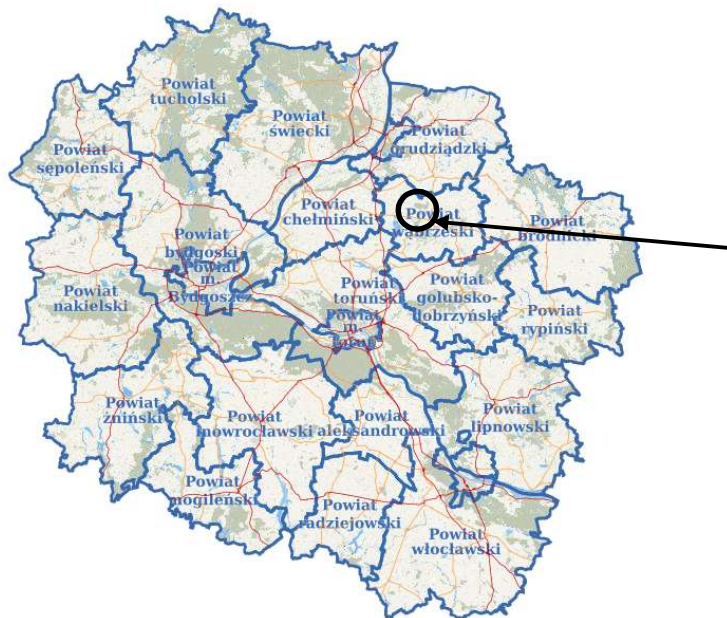 Powiat
tucholski
Powiat
świecki
Powiat
grudziądzki
Powiat
sępoleński
Powiat
chełmiński
Powiat
wąbrzeski
Powiat
brodnicki
Powiat
bydgoski
Powiat
m.
Bydgoszcz
Powiat
nakielski
Powiat
toruński
Powiat
m.
Toruń
Powiat
golubsko-
dobrzyński
Powiat
rypiński
Powiat
żniński
Powiat
inowrocławski
Powiat
aleksandrowski
Powiat
lipnowski
Powiat
mogileński
Powiat
radziejowski
Powiat
włocławski